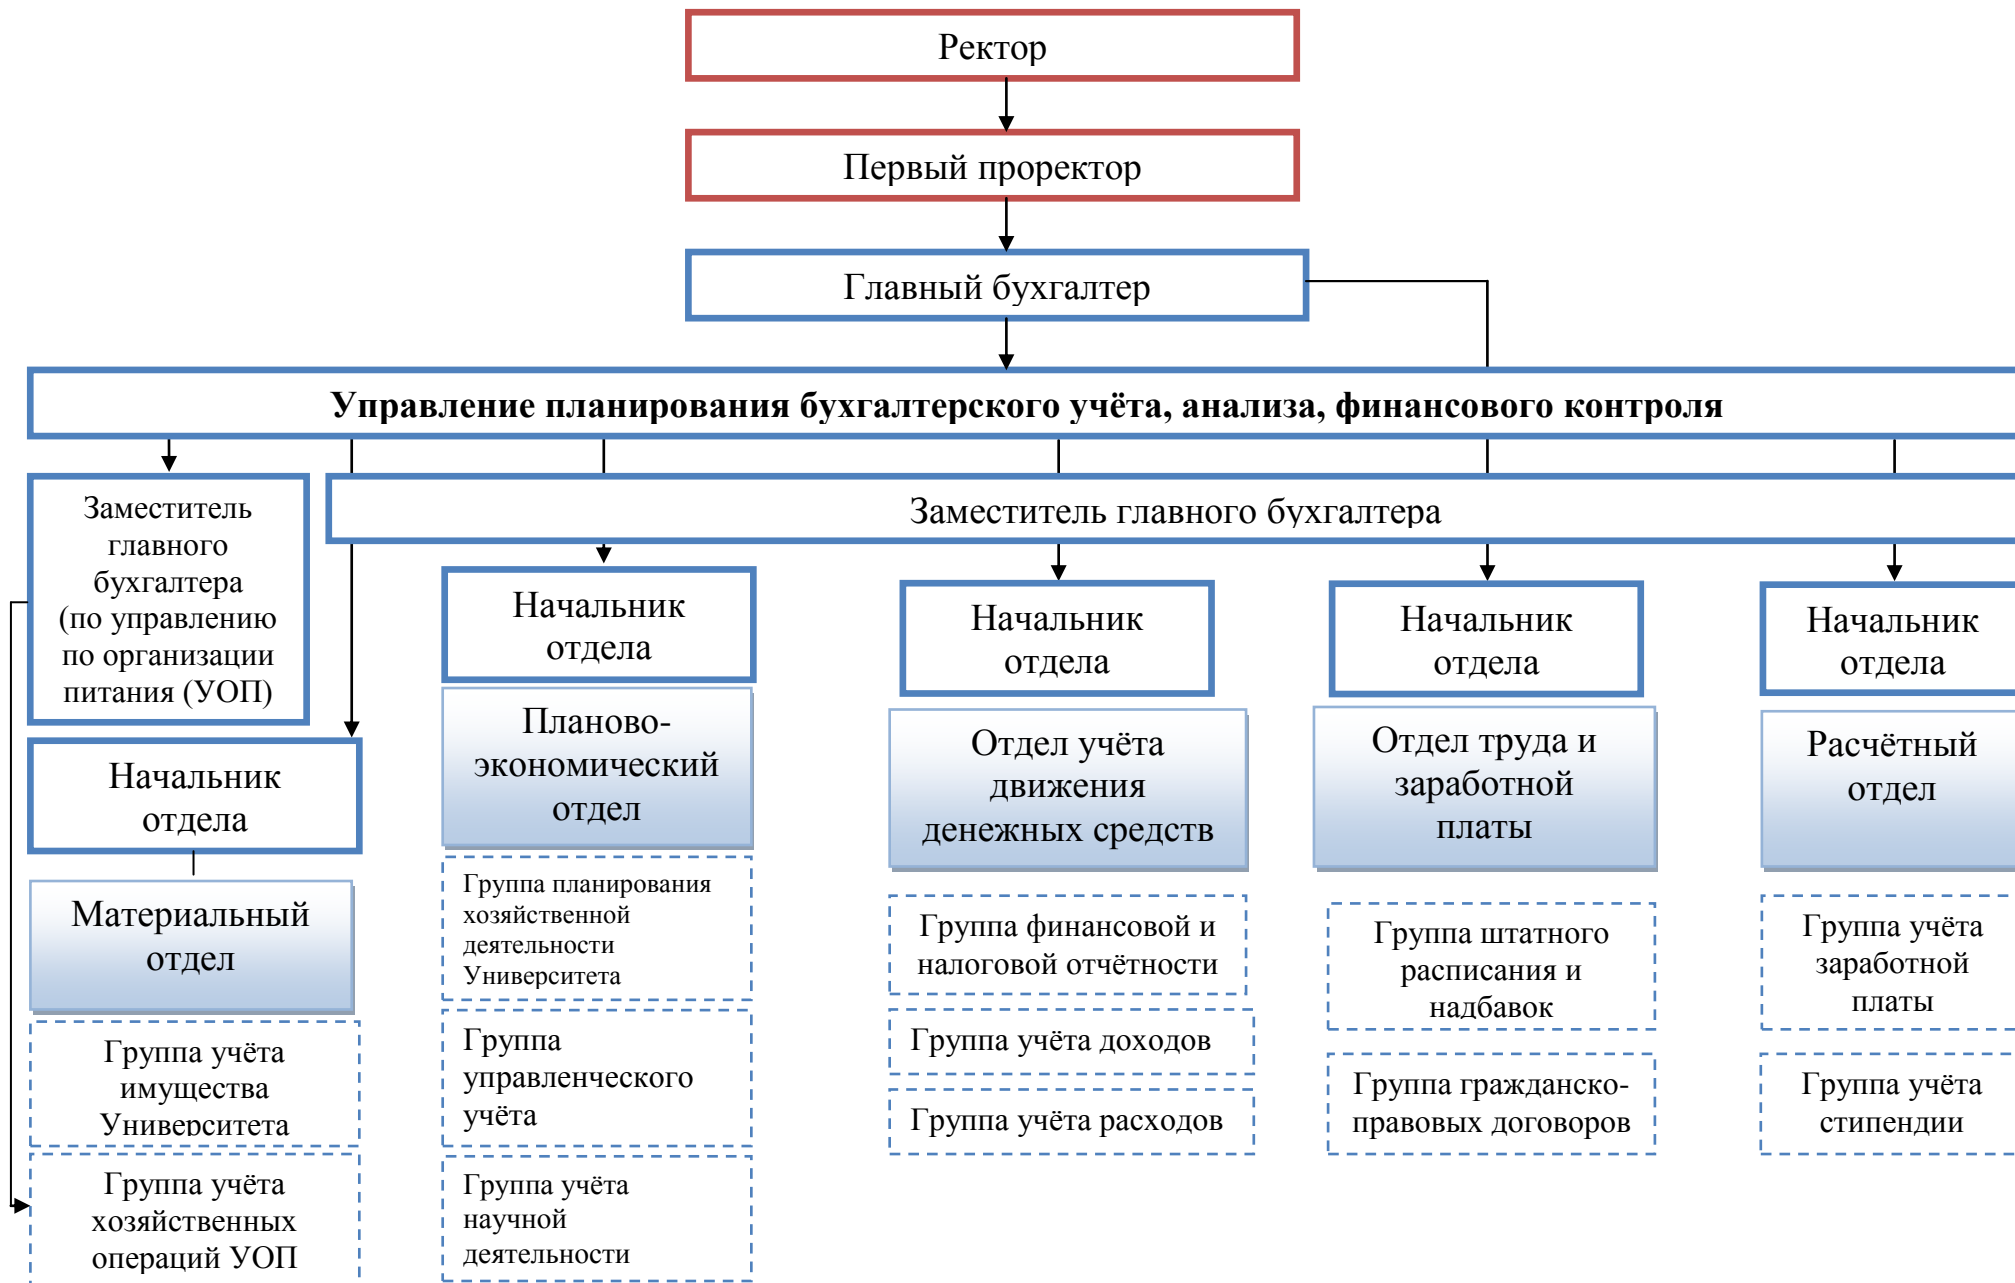 Ректор
Первый проректор
Главный бухгалтер
Управление планирования бухгалтерского учёта, анализа, финансового контроля
Заместитель
главного
бухгалтера
(по управлению
по организации
питания (УОП)
Заместитель главного бухгалтера
Начальник
отдела
Материальный
отдел
Группа учёта
имущества
Университета
Группа учёта
хозяйственных
операций УОП
Начальник
отдела
Планово-
экономический
отдел
Группа планирования
хозяйственной
деятельности
Университета
Группа
управленческого
учёта
Группа учёта
научной
деятельности
Начальник
отдела
Отдел учёта
движения
денежных средств
Группа финансовой и
налоговой отчётности
Группа учёта доходов
Группа учёта расходов
Начальник
отдела
Отдел труда и
заработной
платы
Группа штатного
расписания и
надбавок
Группа гражданско-
правовых договоров
Начальник
отдела
Расчётный
отдел
Группа учёта
заработной
платы
Группа учёта
стипендии